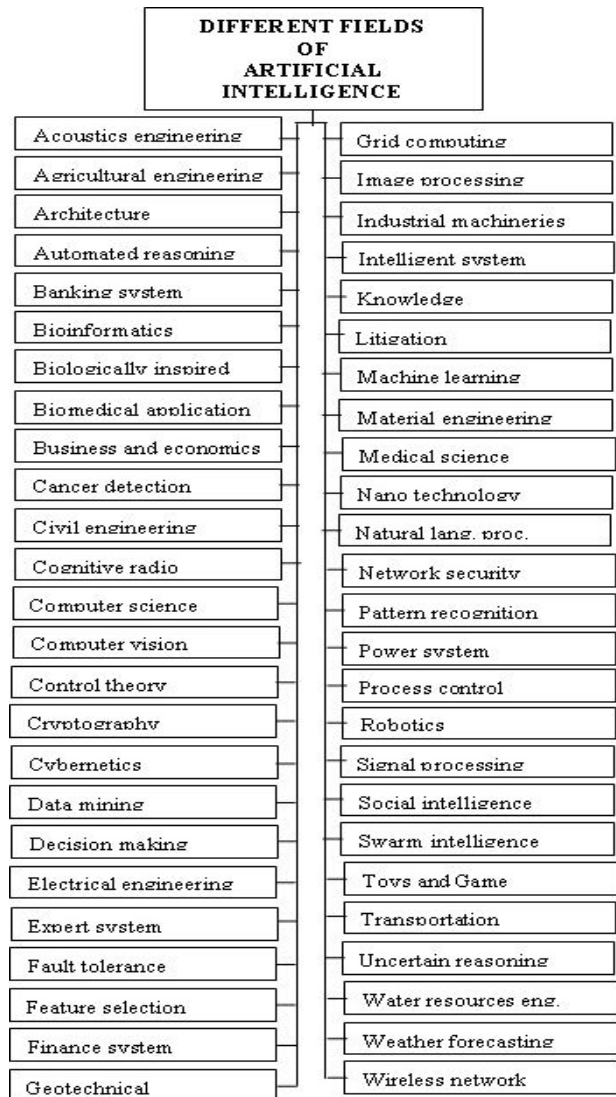 DIFFERENT FIELDS
OF
ARTIFICIAL
INTELLIGENCE
Acoustics engineering
Agricultural engineering
Architecture
Automated reasoning
Banking system
Bioinformatics
Biologically inspired
Biomedical application
Business and economics
Cancer detection
Civil engineering
Cognitive radio
Computer science
Computer vision
Control theory
Cryptography
Cybernetics
Data mining
Decision making
Electrical engineering
Expert system
Fault tolerance
Feature selection
Finance system
Geotechnical
Grid computing
Image processing
Industrial machineries
Intelligent system
Knowledge
Litigation
Machine learning
Material engineering
Medical science
Nano technology
Natural lang. proc.
Network security
Pattern recognition
Power system
Process control
Robotics
Signal processing
Social intelligence
Swarm intelligence
Toys and Game
Transportation
Uncertain reasoning
Water resources eng.
Weather forecasting
Wireless network